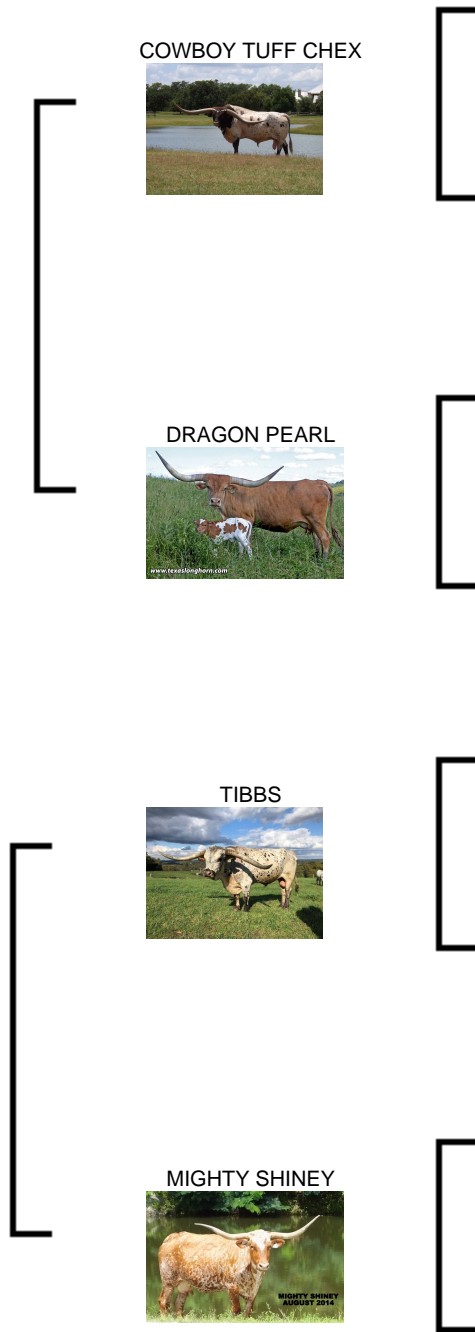 COWBOY TUFF CHEX
DRAGON PEARL
www.texaslonghorn.com
TIBBS
MIGHTY SHINEY
MIGHTY SHINEY
AUGUST 2014